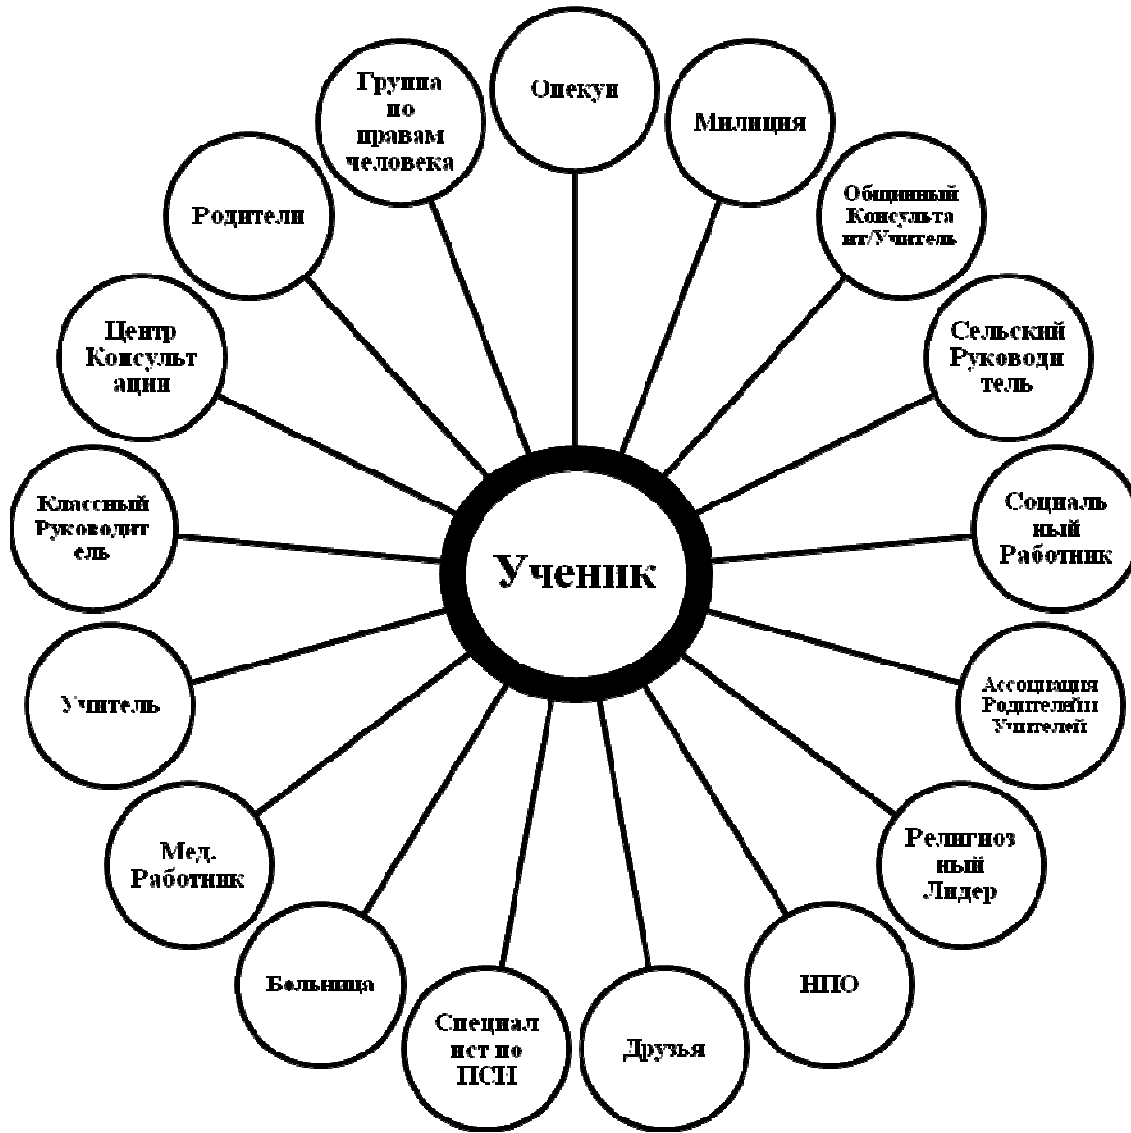 Опекун
Милиция
Общинный
Консульта
нт/Учитель
Сельский
Руководи
тель
Социаль
ный
Работник
Ассоциация
Родителей и
Учителей
Религиоз
ный
Лидер
НПО
Друзья
Специал
ист по
ПСН
Больница
Мед.
Работник
Учитель
Классный
Руководит
ель
Центр
Консульт
ации
Родители
Группа
по
правам
человека
Ученик